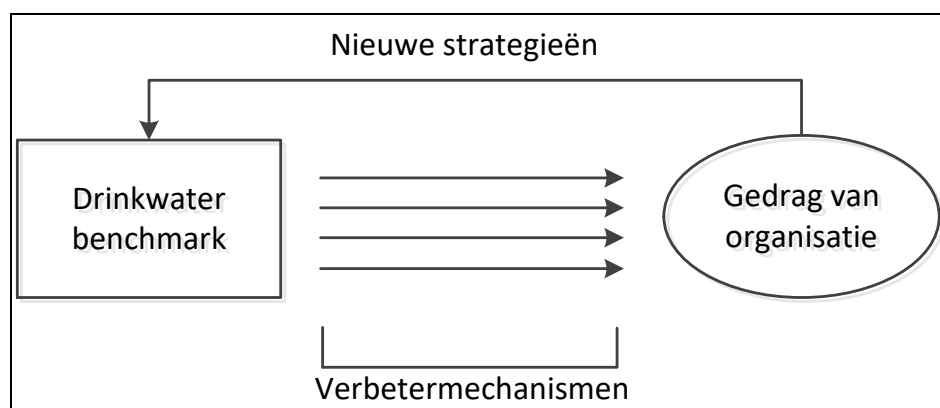 Nieuwe strategieën
Drinkwater
benchmark
Gedrag van
organisatie
Verbetermechanismen